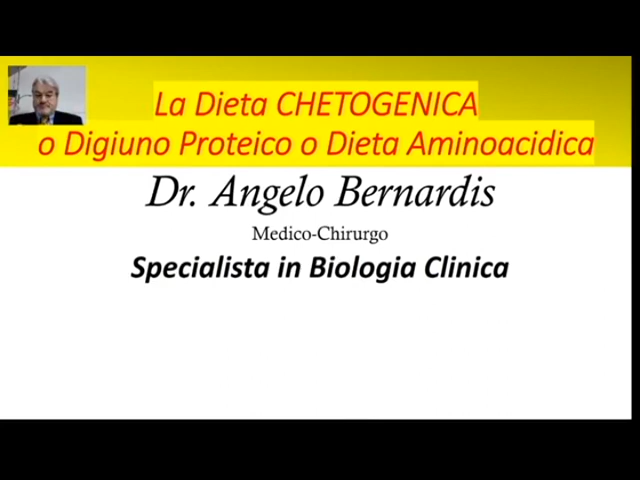 La Dieta CHETOGENICA
o Digiuno Proteico o Dieta Aminoacidica
Dr. Angelo Bernardis
Medico-Chirurgo
Specialista in Biologia Clinica